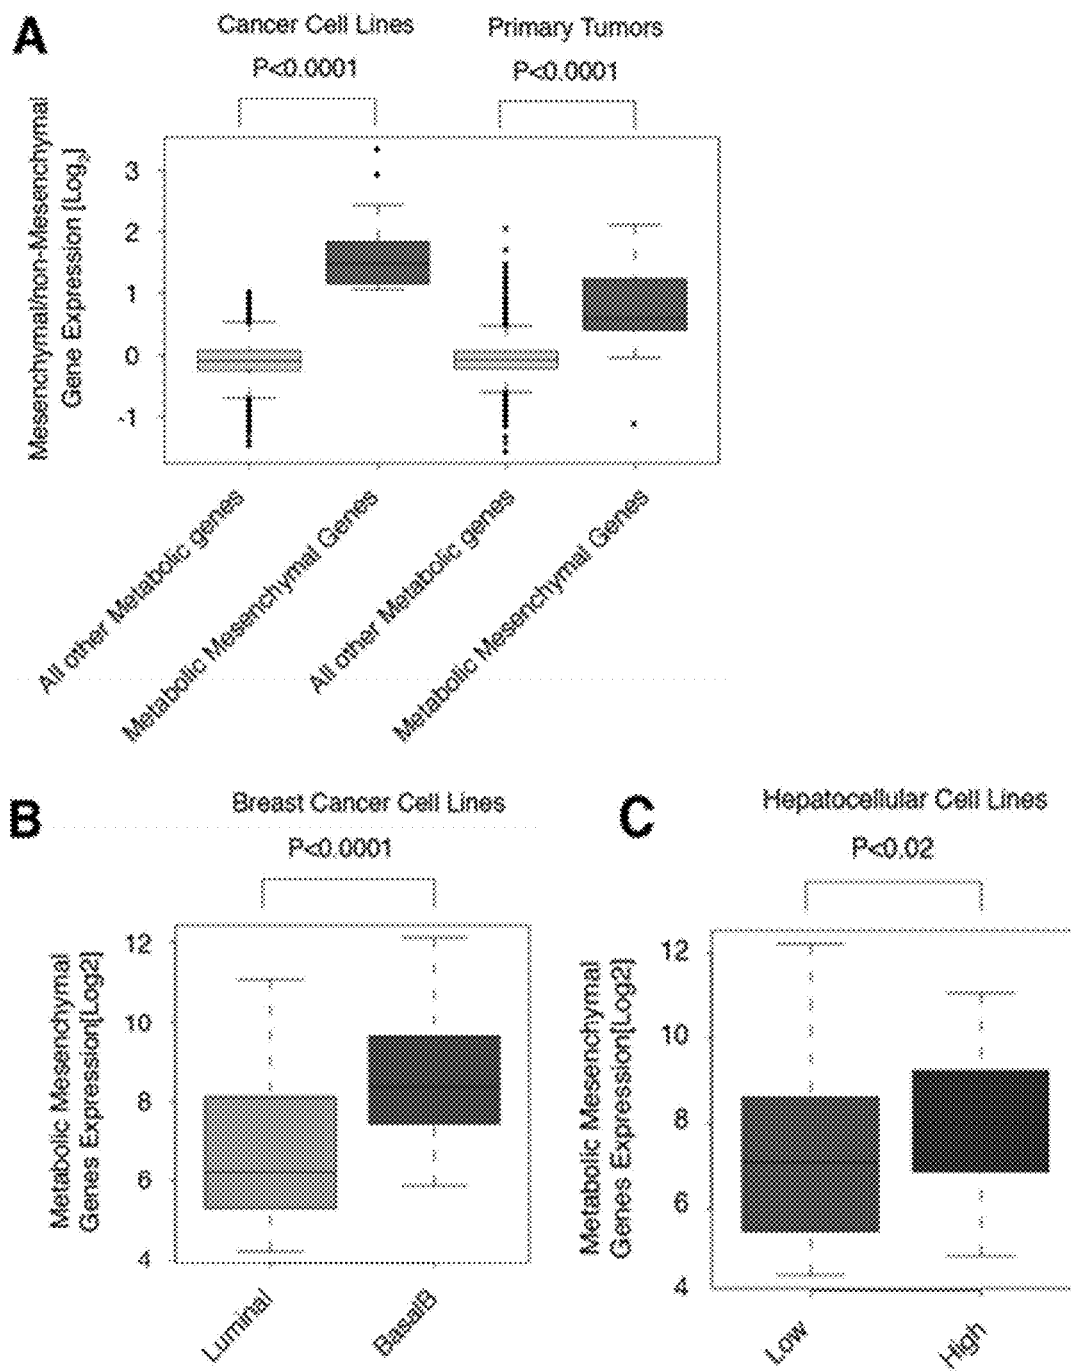 A
Cancer Cell Lines
Primary Tumors
P<0.0001
P<0.0001
Mesenchymal/non-Mesenchymal
Gene Expression [Log2]
3
2
1
0
-1
All other Metabolic genes
Metabolic Mesenchymal Genes
All other Metabolic genes
Metabolic Mesenchymal Genes
B
Breast Cancer Cell Lines
P<0.0001
Metabolic Mesenchymal
Genes Expression[Log2]
12
10
8
6
4
Luminal
BasalB
C
Hepatocellular Cell Lines
P<0.02
Metabolic Mesenchymal
Genes Expression[Log2]
12
10
8
6
4
Low
High